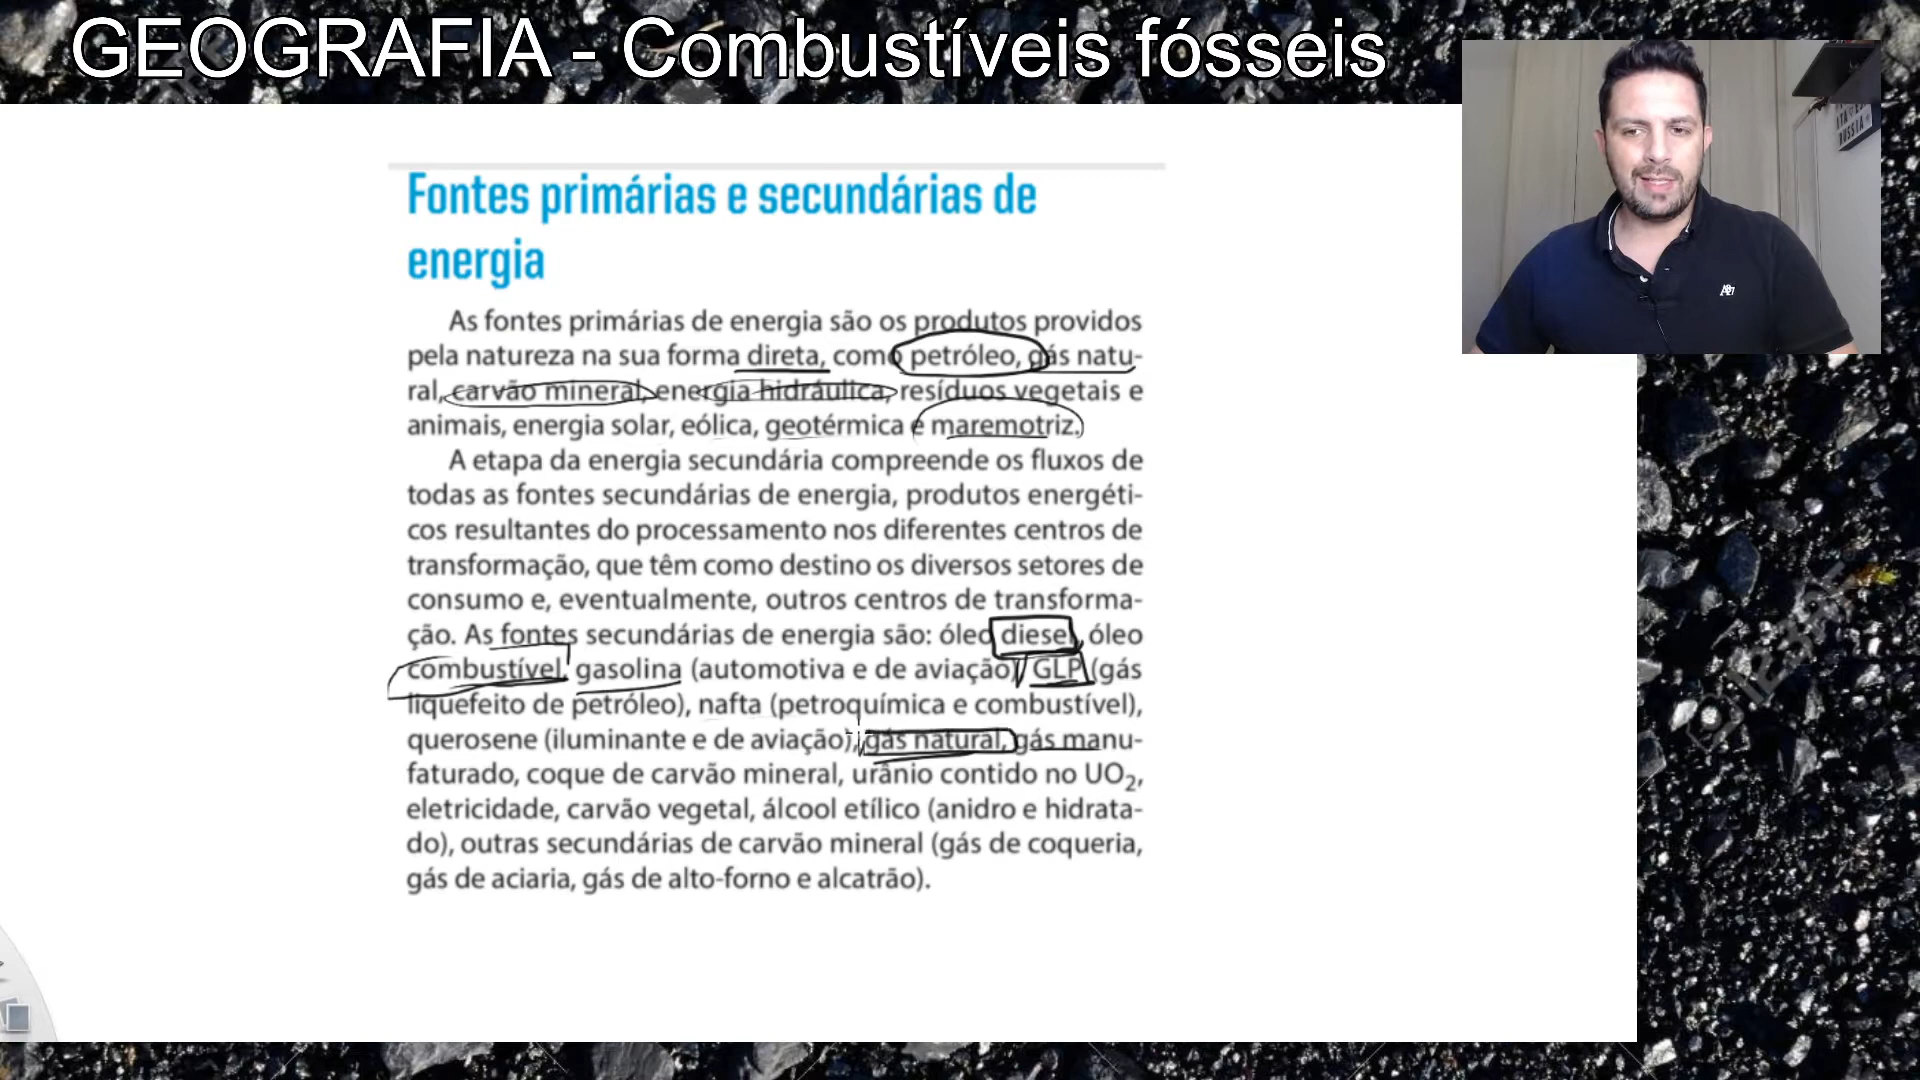 GEOGRAFIA - Combustíveis fósseis
Fontes primárias e secundárias de
energia
As fontes primárias de energia são os produtos providos
pela natureza na sua forma direta, como petróleo, gás natu-
ral, carvão mineral, energia hidráulica, resíduos vegetais e
animais, energia solar, eólica, geotérmica e maremotriz.
A etapa da energia secundária compreende os fluxos de
todas as fontes secundárias de energia, produtos energéti-
cos resultantes do processamento nos diferentes centros de
transformação, que têm como destino os diversos setores de
consumo e, eventualmente, outros centros de transforma-
ção. As fontes secundárias de energia são: óleo diesel, óleo
combustível, gasolina (automotiva e de aviação), GLP (gás
liquefeito de petróleo), nafta (petroquímica e combustível),
querosene (iluminante e de aviação), gás natural, gás manu-
faturado, coque de carvão mineral, urânio contido no UO₂,
eletricidade, carvão vegetal, álcool etílico (anidro e hidrata-
do), outras secundárias de carvão mineral (gás de coqueria,
gás de aciaria, gás de alto-forno e alcatrão).